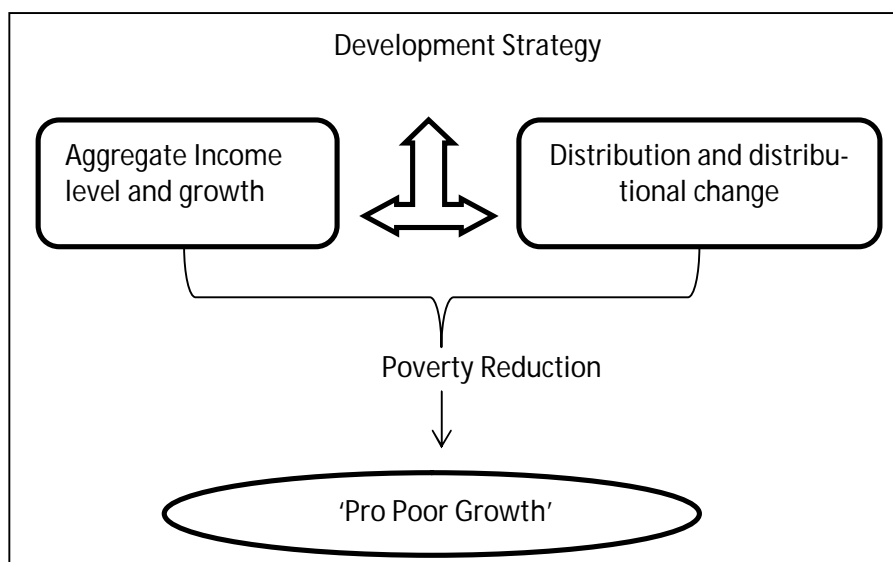 Development Strategy
Aggregate Income
level and growth
Distribution and distribu-
tional change
Poverty Reduction
‘Pro Poor Growth’